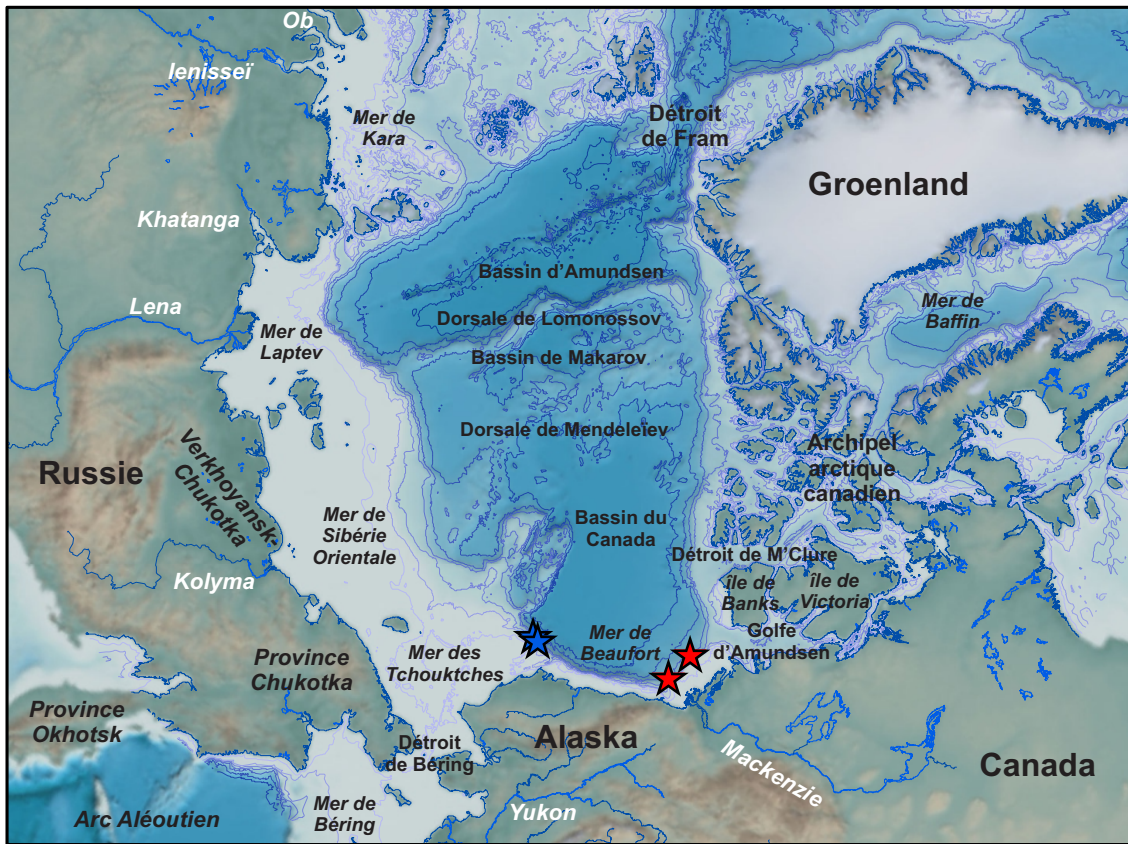 Ob
Ienisseï
Mer de
Kara
Détroit
de Fram
Groenland
Khatanga
Bassin d'Amundsen
Lena
Mer de
Laptev
Dorsale de Lomonossov
Mer de
Baffin
Bassin de Makarov
Dorsale de Mendeleïev
Russie
Verkhoyansk-
Chukotka
Archipel
arctique
canadien
Mer de
Sibérie
Orientale
Bassin du
Canada
Détroit de M'Clure
Kolyma
île de
Banks
île de
Victoria
Mer des
Tchouktches
Mer de
Beaufort
Golfe
d'Amundsen
Province
Chukotka
Province
Okhotsk
Détroit
de Béring
Alaska
Mackenzie
Canada
Arc Aléoutien
Mer de
Béring
Yukon